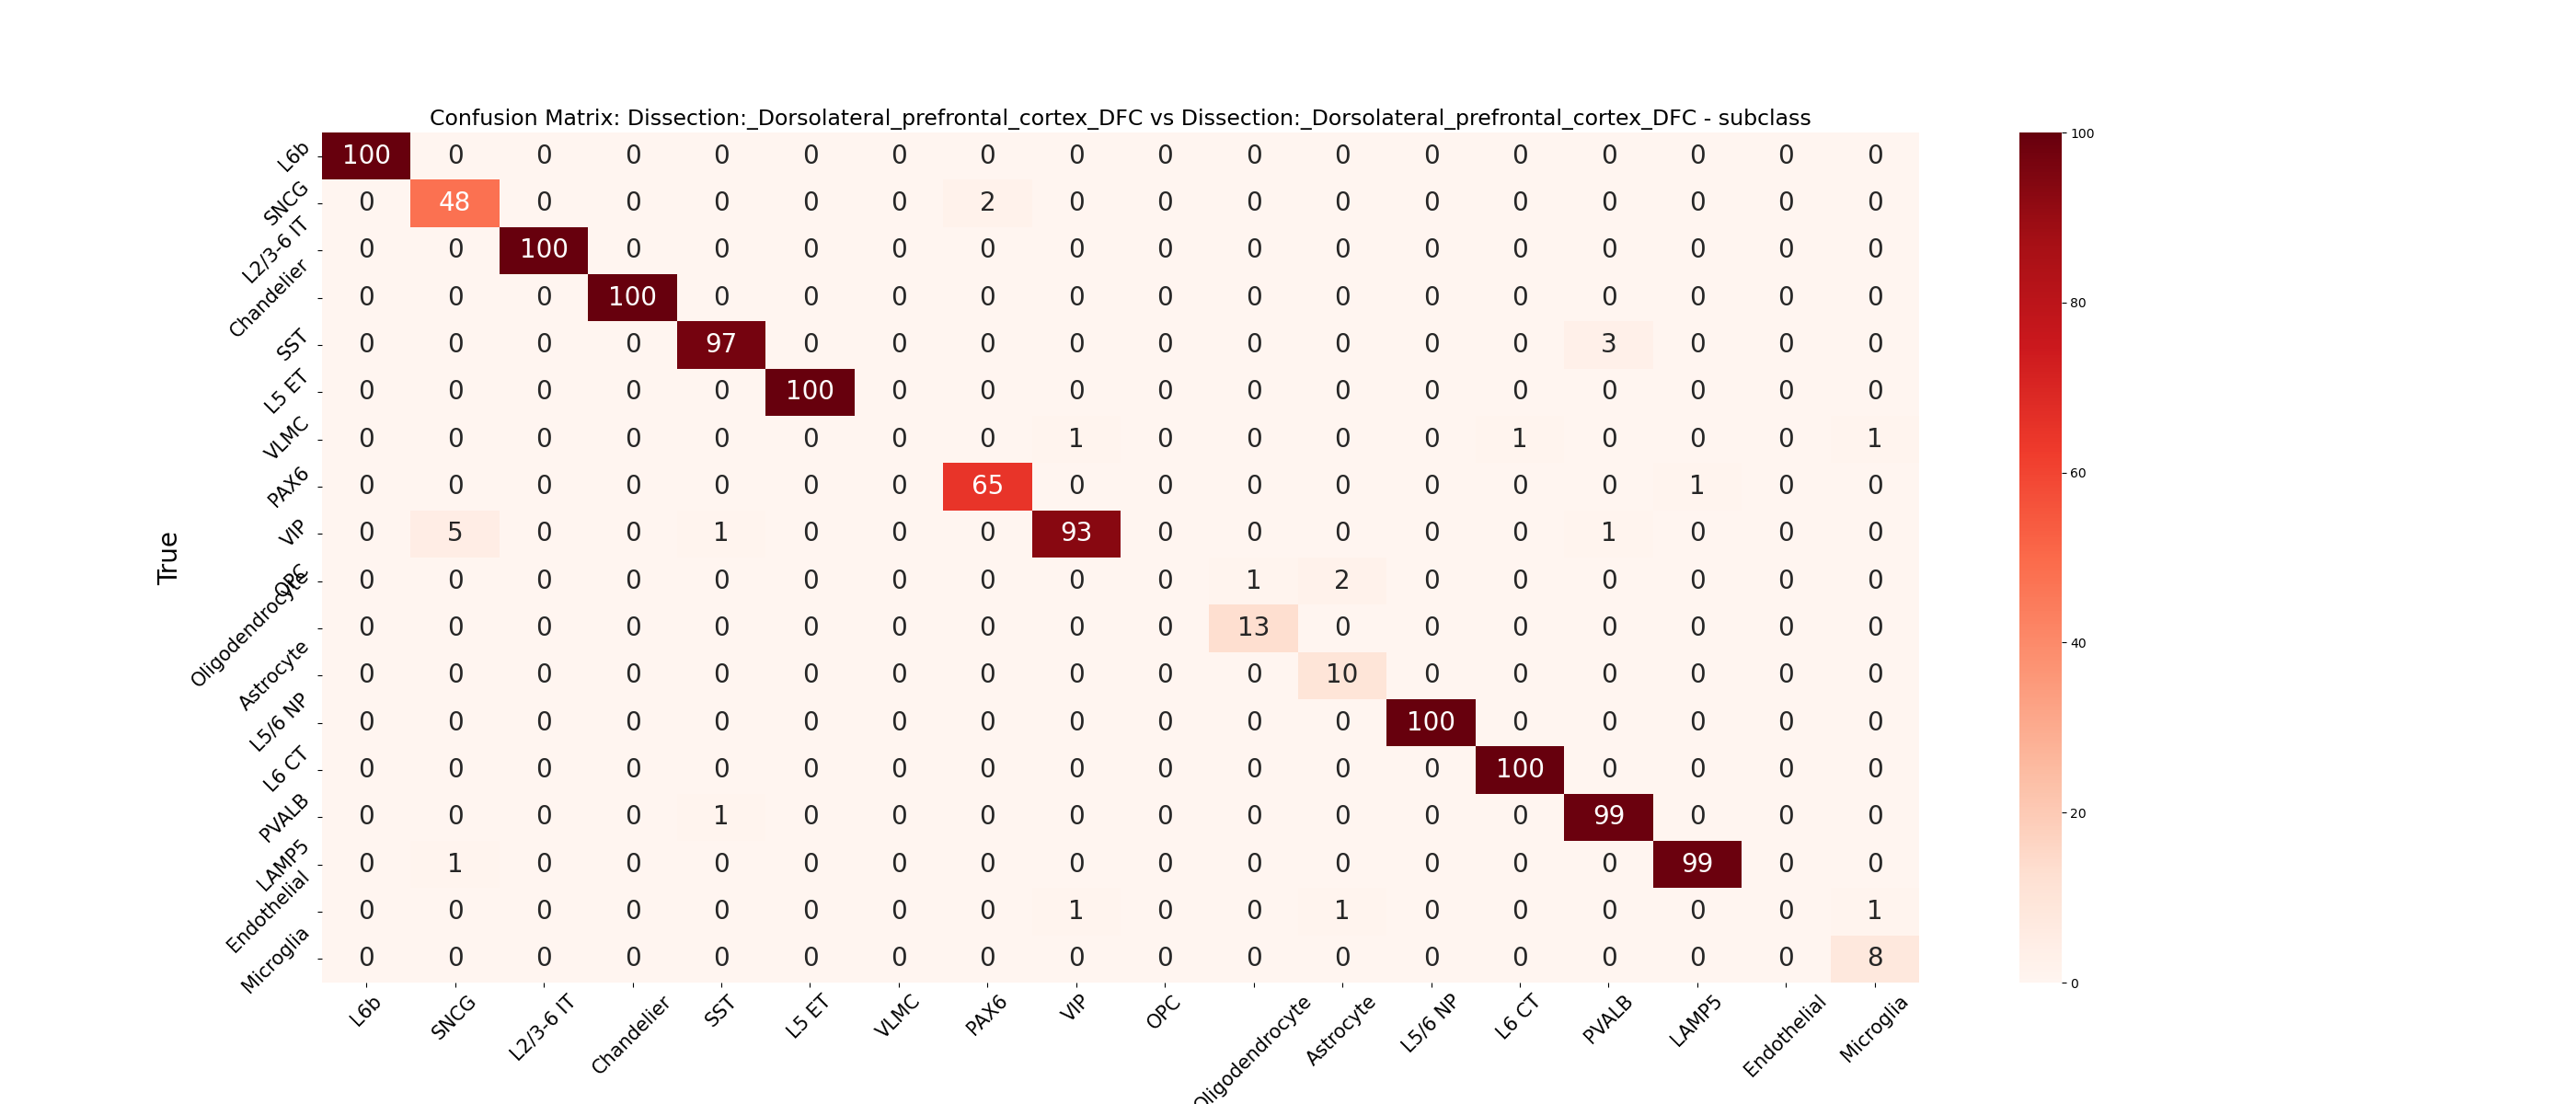 Confusion Matrix: Dissection:_Dorsolateral_prefrontal_cortex_DFC vs Dissection:_Dorsolateral_prefrontal_cortex_DFC - subclass
True
L6b 100 0 0 0 0 0 0 0 0 0 0 0 0 0 0 0 0 0
SNCG 0 48 0 0 0 0 0 2 0 0 0 0 0 0 0 0 0 0
L2/3-6 IT 0 0 100 0 0 0 0 0 0 0 0 0 0 0 0 0 0 0
Chandelier 0 0 0 100 0 0 0 0 0 0 0 0 0 0 0 0 0 0
SST 0 0 0 0 97 0 0 0 0 0 0 0 0 0 3 0 0 0
L5 ET 0 0 0 0 0 100 0 0 0 0 0 0 0 0 0 0 0 0
VLMC 0 0 0 0 0 0 0 0 1 0 0 0 0 1 0 0 0 1
PAX6 0 0 0 0 0 0 0 65 0 0 0 0 0 0 0 1 0 0
VIP 0 5 0 0 1 0 0 0 93 0 0 0 0 0 1 0 0 0
OPC 0 0 0 0 0 0 0 0 0 0 1 2 0 0 0 0 0 0
Oligodendrocyte 0 0 0 0 0 0 0 0 0 0 13 0 0 0 0 0 0 0
Astrocyte 0 0 0 0 0 0 0 0 0 0 0 10 0 0 0 0 0 0
L5/6 NP 0 0 0 0 0 0 0 0 0 0 0 0 100 0 0 0 0 0
L6 CT 0 0 0 0 0 0 0 0 0 0 0 0 0 100 0 0 0 0
PVALB 0 0 0 0 1 0 0 0 0 0 0 0 0 0 99 0 0 0
LAMP5 0 1 0 0 0 0 0 0 0 0 0 0 0 0 0 99 0 0
Endothelial 0 0 0 0 0 0 0 0 1 0 0 1 0 0 0 0 0 1
Microglia 0 0 0 0 0 0 0 0 0 0 0 0 0 0 0 0 0 8
L6b SNCG L2/3-6 IT Chandelier SST L5 ET VLMC PAX6 VIP OPC Oligodendrocyte Astrocyte L5/6 NP L6 CT PVALB LAMP5 Endothelial Microglia
100
80
60
40
20
0